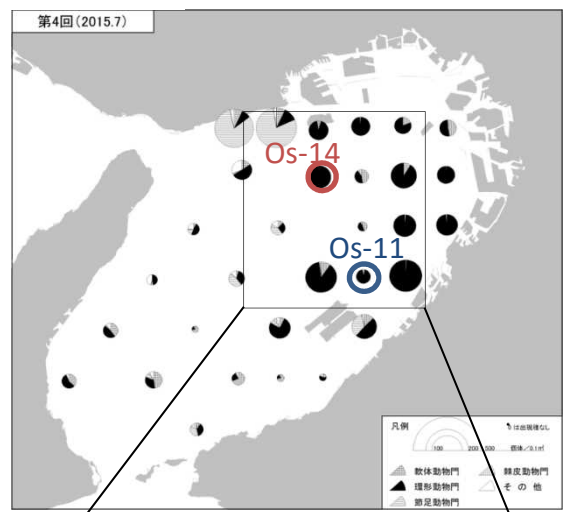 第4回(2015.7)
Os-14
Os-11
凡例
は出現種なし
100 200 500 個体/0.1㎡
軟体動物門 棘皮動物門
環形動物門 その他
節足動物門